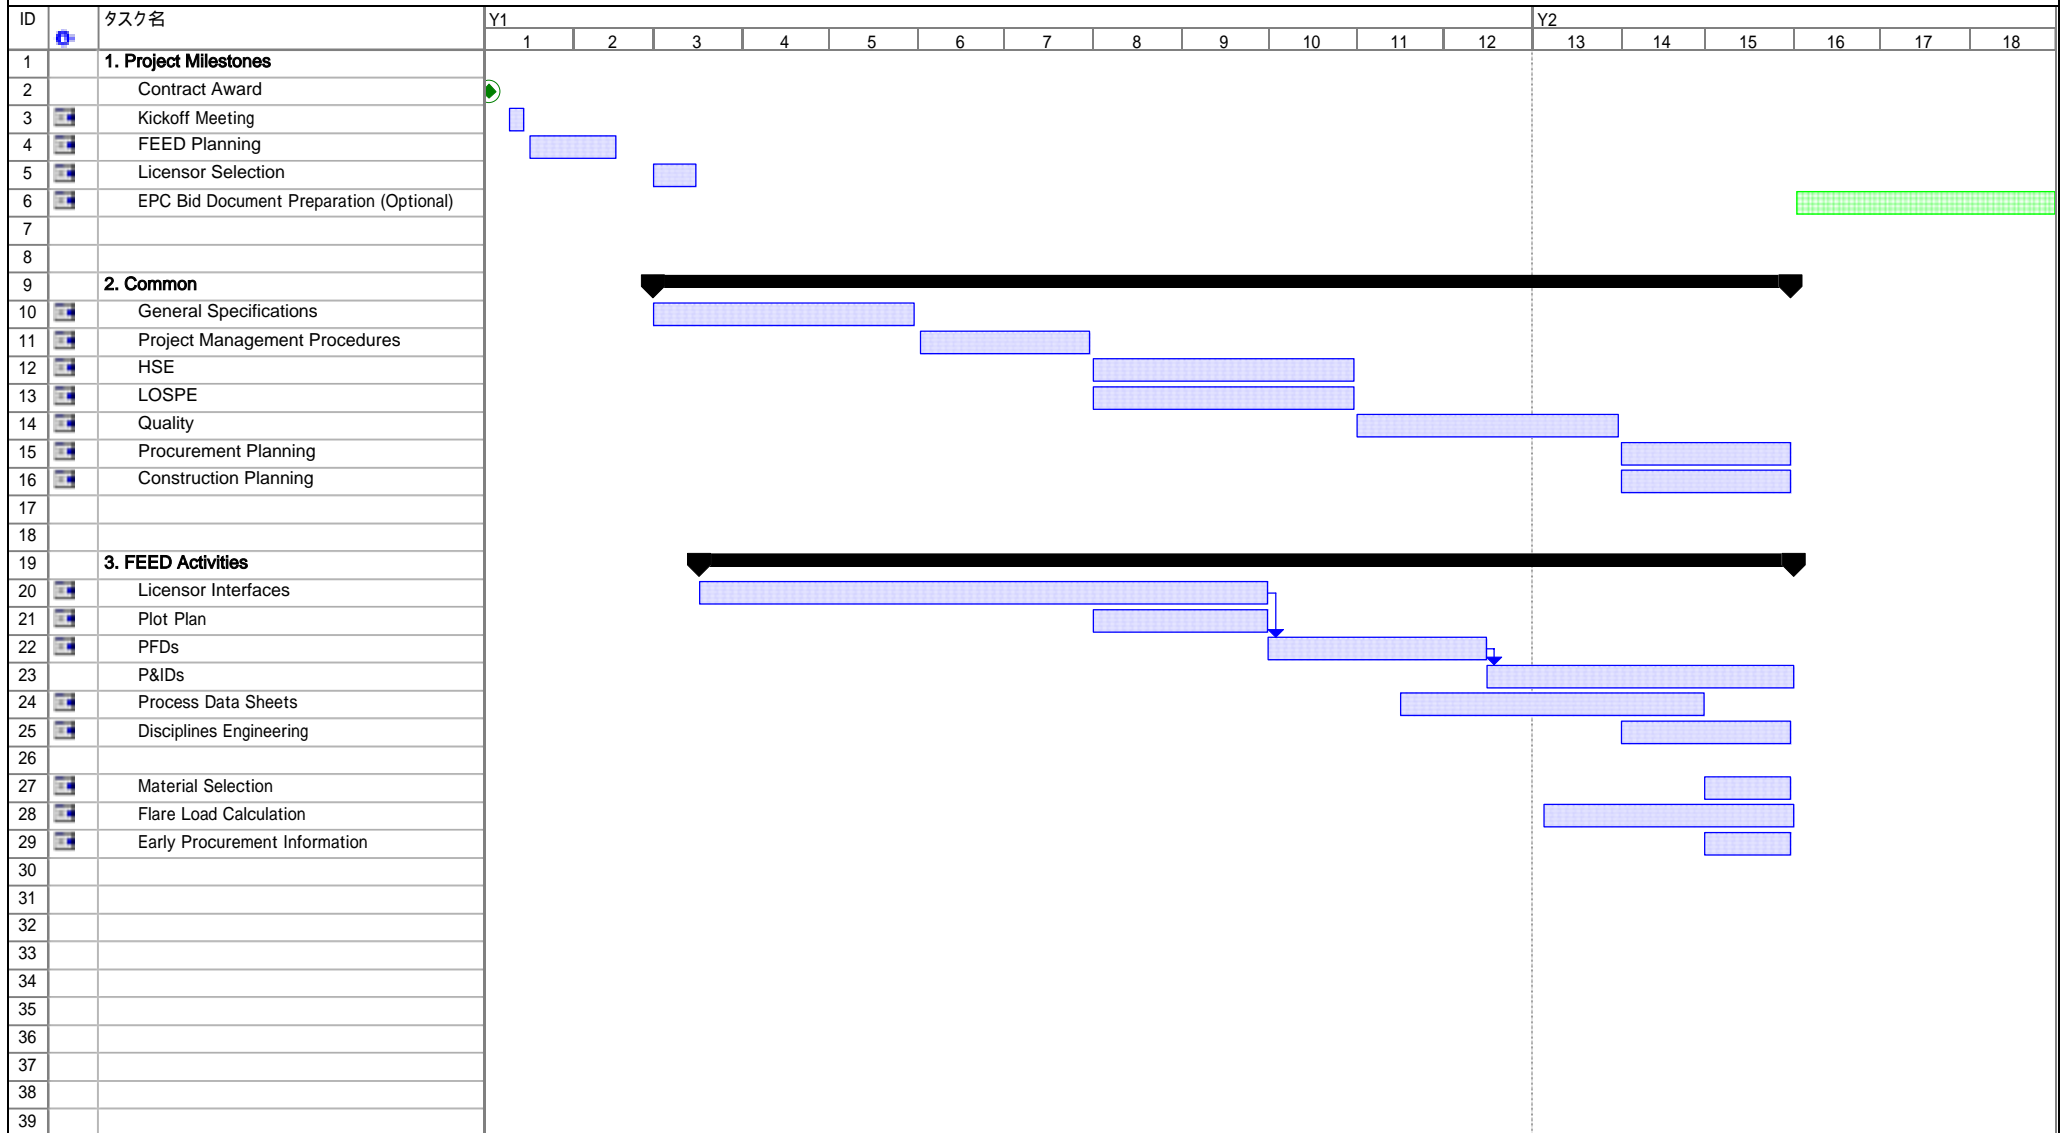 ID タスク名 Y1 Y2
1 2 3 4 5 6 7 8 9 10 11 12 13 14 15 16 17 18
1 1. Project Milestones
2 Contract Award
3 Kickoff Meeting
4 FEED Planning
5 Licensor Selection
6 EPC Bid Document Preparation (Optional)
7
8
9 2. Common
10 General Specifications
11 Project Management Procedures
12 HSE
13 LOSPE
14 Quality
15 Procurement Planning
16 Construction Planning
17
18
19 3. FEED Activities
20 Licensor Interfaces
21 Plot Plan
22 PFDs
23 P&IDs
24 Process Data Sheets
25 Disciplines Engineering
26
27 Material Selection
28 Flare Load Calculation
29 Early Procurement Information
30
31
32
33
34
35
36
37
38
39